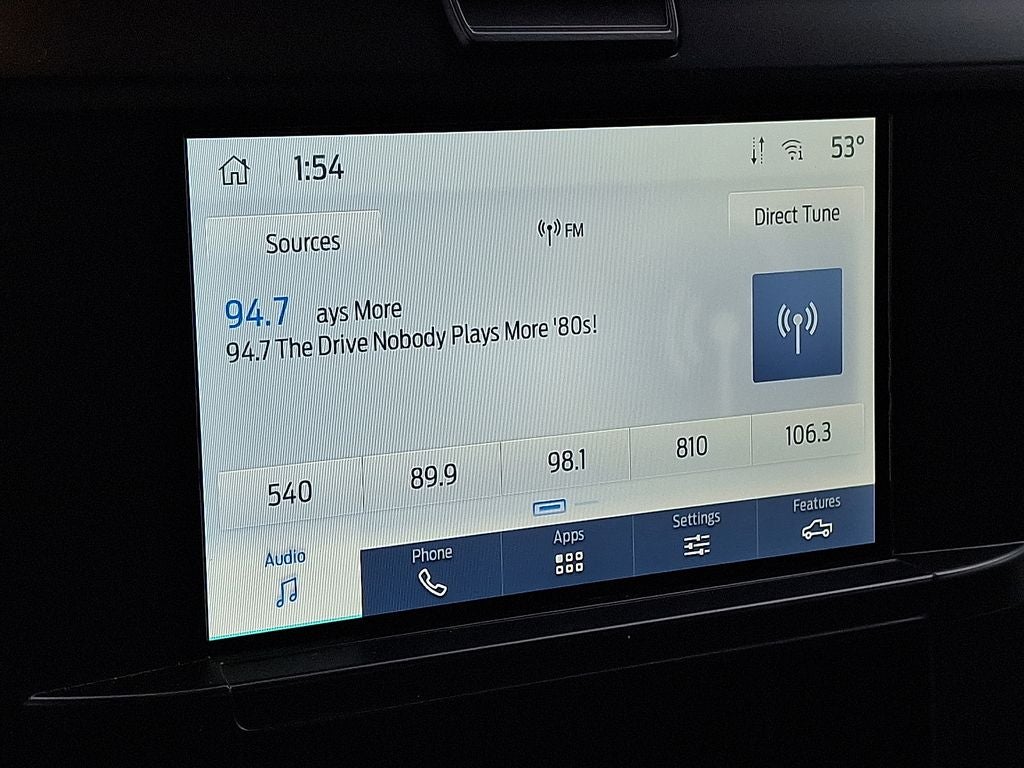 1:54 53°
Sources FM Direct Tune
94.7 ays More
94.7 The Drive Nobody Plays More '80s!
540 89.9 98.1 810 106.3
Audio Phone Apps Settings Features